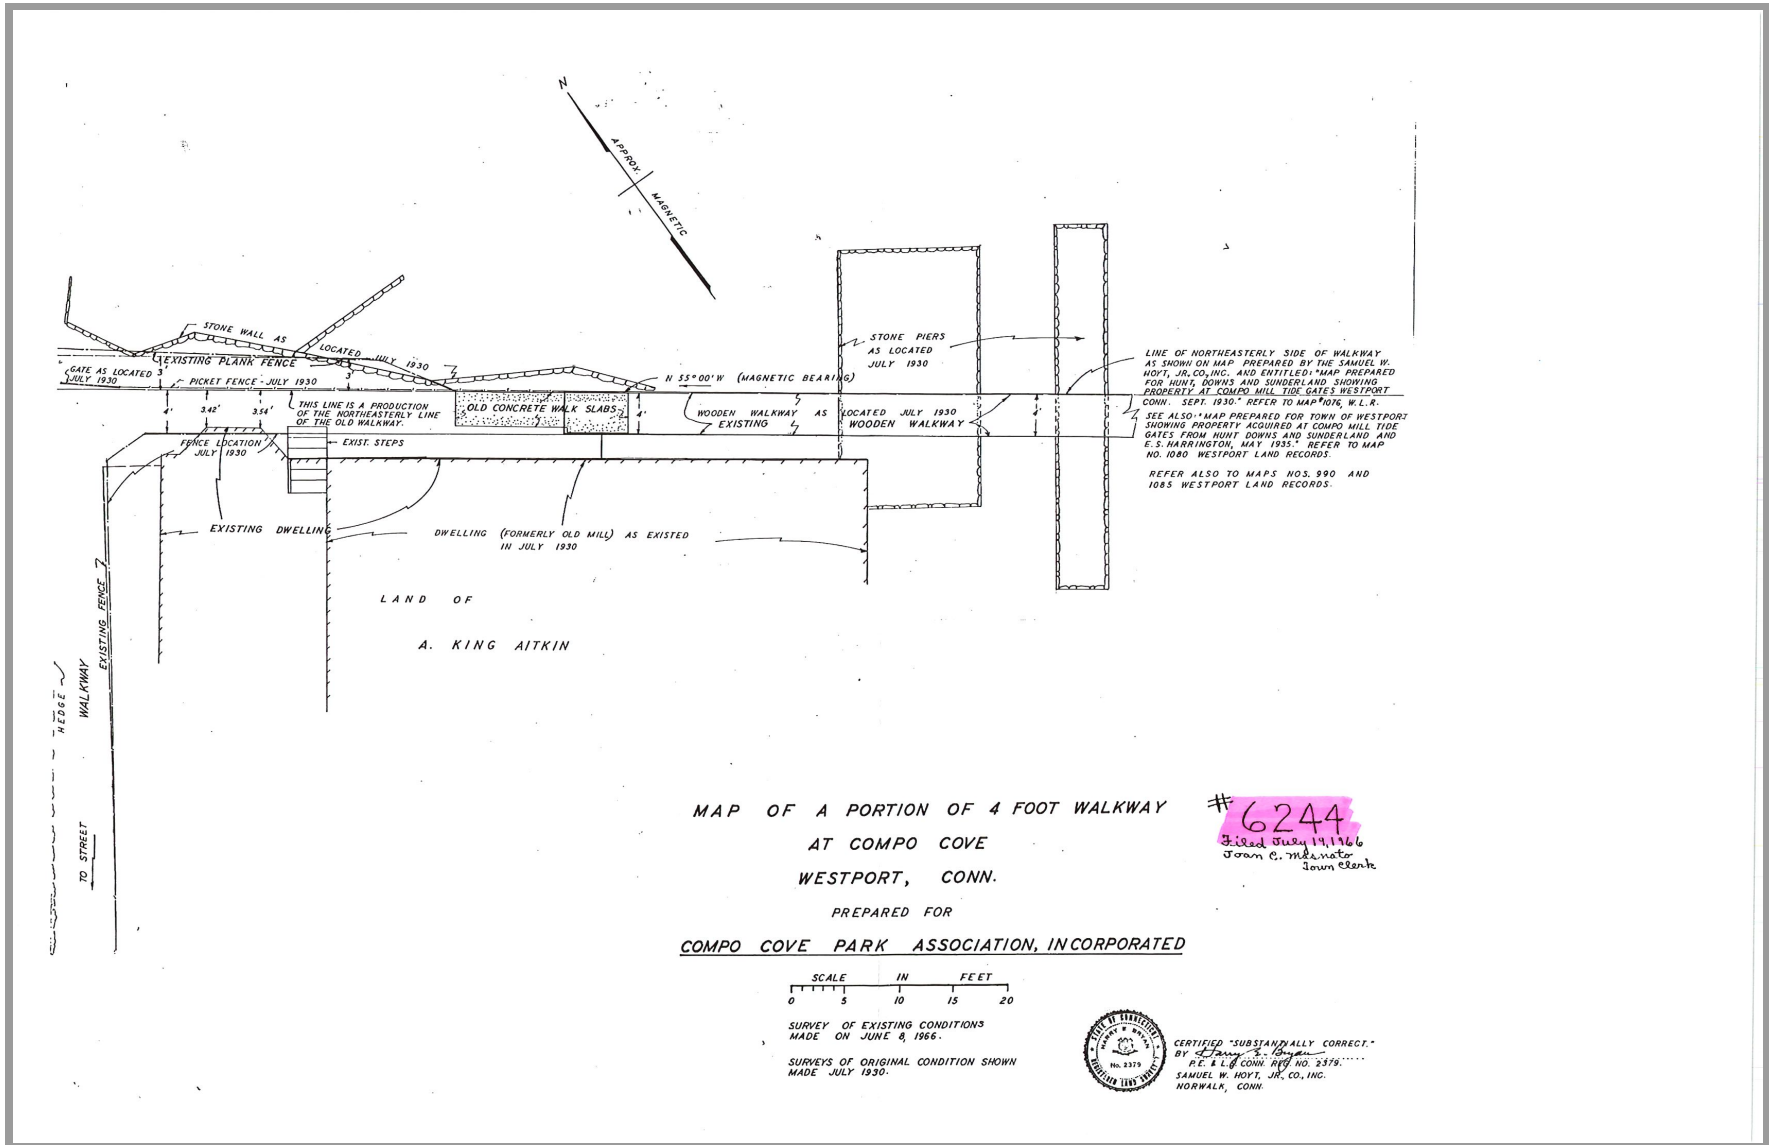 N
APPROX.
MAGNETIC
STONE WALL AS
LOCATED
JULY 1930
EXISTING PLANK FENCE
GATE AS LOCATED
JULY 1930
3'
PICKET FENCE - JULY 1930
3'
1930
N 55°00'W (MAGNETIC BEARING)
STONE PIERS
AS LOCATED
JULY 1930
4'
3.42'
3.54'
THIS LINE IS A PRODUCTION
OF THE NORTHEASTERLY LINE
OF THE OLD WALKWAY.
OLD CONCRETE WALK SLABS
4'
WOODEN WALKWAY AS LOCATED JULY 1930
EXISTING WOODEN WALKWAY
4'
LINE OF NORTHEASTERLY SIDE OF WALKWAY
AS SHOWN ON MAP PREPARED BY THE SAMUEL W.
HOYT, JR. CO., INC. AND ENTITLED: "MAP PREPARED
FOR HUNT, DOWNS AND SUNDERLAND SHOWING
PROPERTY AT COMPO MILL TIDE GATES WESTPORT
CONN. SEPT. 1930." REFER TO MAP #1076, W.L.R.
SEE ALSO: "MAP PREPARED FOR TOWN OF WESTPORT
SHOWING PROPERTY ACQUIRED AT COMPO MILL TIDE
GATES FROM HUNT DOWNS AND SUNDERLAND AND
E.S. HARRINGTON, MAY 1935." REFER TO MAP
NO. 1080 WESTPORT LAND RECORDS.
REFER ALSO TO MAPS NOS. 990 AND
1085 WESTPORT LAND RECORDS.
FENCE LOCATION
JULY 1930
EXIST. STEPS
EXISTING DWELLING
DWELLING (FORMERLY OLD MILL) AS EXISTED
IN JULY 1930
LAND OF
A. KING AITKIN
EXISTING FENCE
HEDGE
WALKWAY
TO STREET
MAP OF A PORTION OF 4 FOOT WALKWAY
AT COMPO COVE
WESTPORT, CONN.
PREPARED FOR
COMPO COVE PARK ASSOCIATION, INCORPORATED
# 6244
Filed July 19, 1966
Joan C.
Town Clerk
SCALE IN FEET
0 5 10 15 20
SURVEY OF EXISTING CONDITIONS
MADE ON JUNE 8, 1966.
SURVEYS OF ORIGINAL CONDITION SHOWN
MADE JULY 1930.
STATE OF CONNECTICUT
HARRY E BRYAN
No. 2379
REGISTERED LAND SURVEYOR
CERTIFIED "SUBSTANTIALLY CORRECT."
BY Harry E. Bryan
P.E. & L.S. CONN. REG. NO. 2379.
SAMUEL W. HOYT, JR., CO., INC.
NORWALK, CONN.